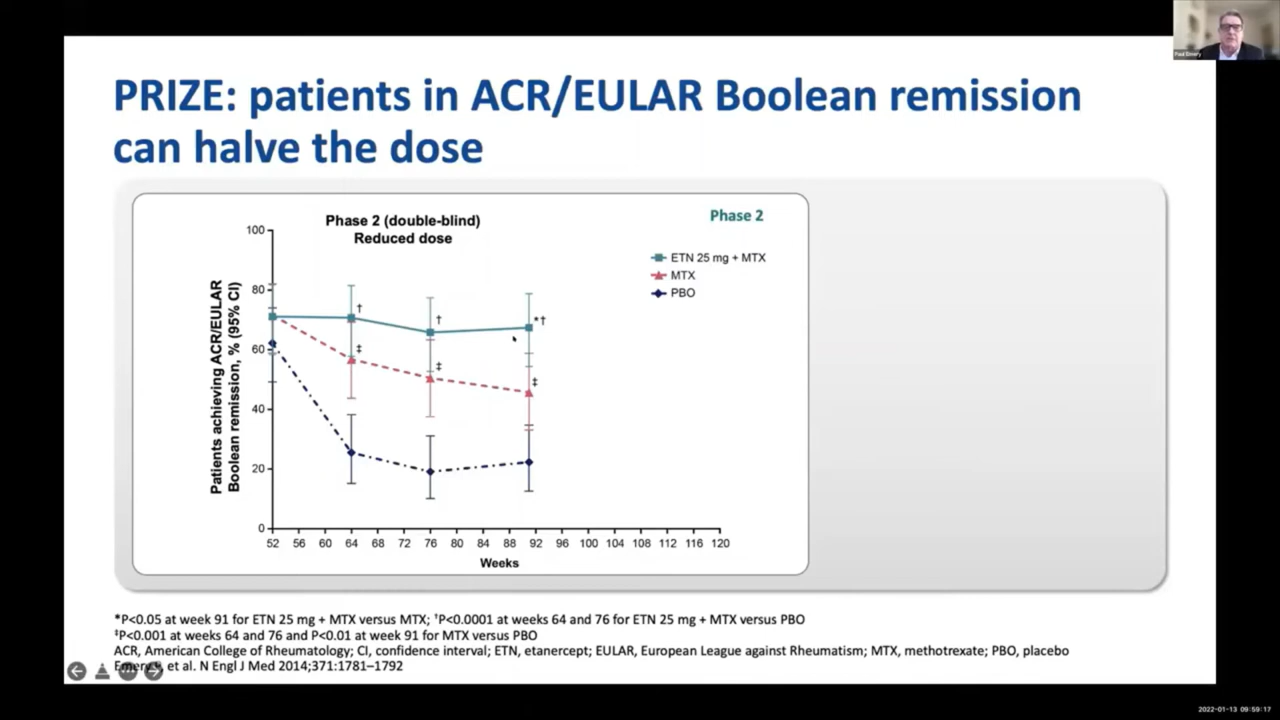 Paul Emery
PRIZE: patients in ACR/EULAR Boolean remission
can halve the dose
Phase 2 (double-blind)
Reduced dose
Phase 2
ETN 25 mg + MTX
MTX
PBO
Patients achieving ACR/EULAR
Boolean remission, % (95% CI)
100
80
60
40
20
0
† † *†
‡ ‡ ‡
52 56 60 64 68 72 76 80 84 88 92 96 100 104 108 112 116 120
Weeks
*P<0.05 at week 91 for ETN 25 mg + MTX versus MTX; †P<0.0001 at weeks 64 and 76 for ETN 25 mg + MTX versus PBO
‡P<0.001 at weeks 64 and 76 and P<0.01 at week 91 for MTX versus PBO
ACR, American College of Rheumatology; CI, confidence interval; ETN, etanercept; EULAR, European League against Rheumatism; MTX, methotrexate; PBO, placebo
et al. N Engl J Med 2014;371:1781–1792
2022-01-13 09:59:17